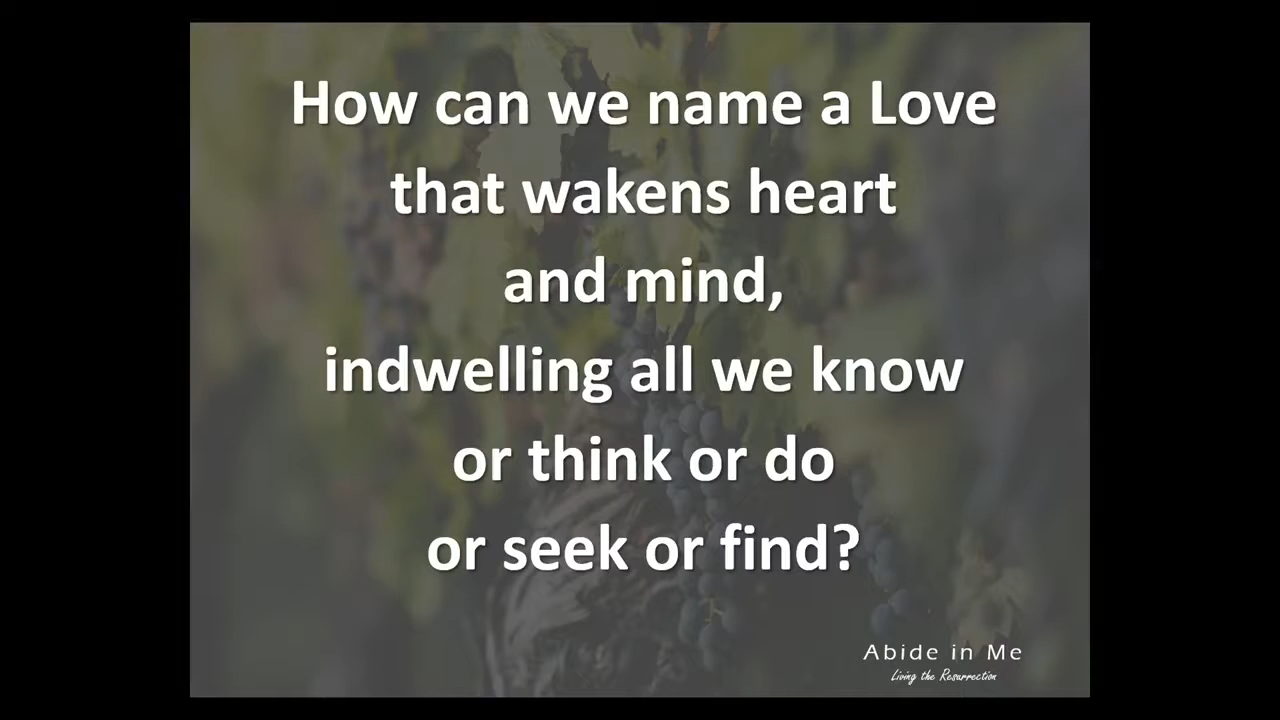 How can we name a Love
that wakens heart
and mind,
indwelling all we know
or think or do
or seek or find?
Abide in Me
Living the Resurrection